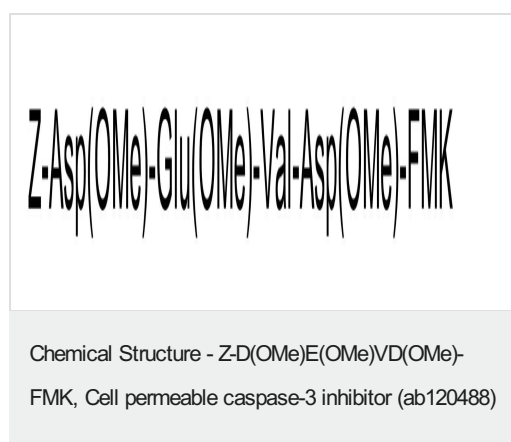 Z-Asp(OMe)-Glu(OMe)-Val-Asp(OMe)-FMK
Chemical Structure - Z-D(OMe)E(OMe)VD(OMe)-
FMK, Cell permeable caspase-3 inhibitor (ab120488)